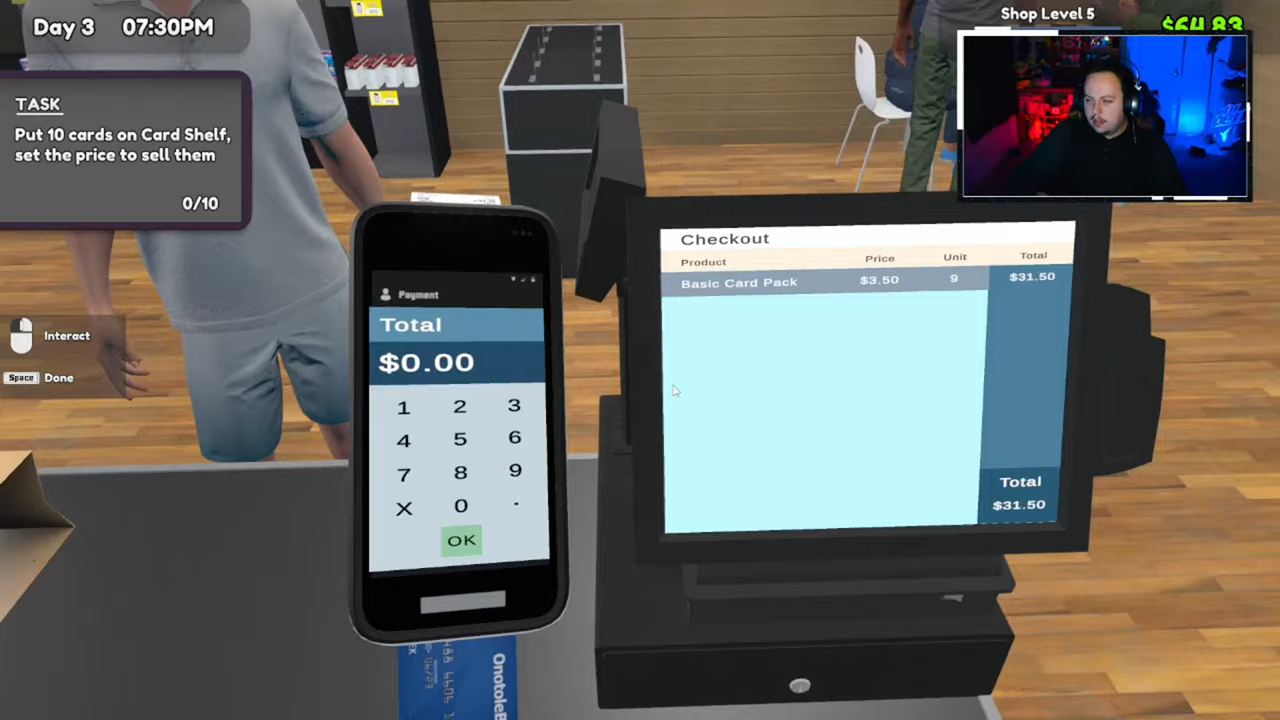 Day 3 07:30PM
Shop Level 5
$64.83
TASK
Put 10 cards on Card Shelf,
set the price to sell them
0/10
Interact
Space Done
Payment
Total
$0.00
1 2 3
4 5 6
7 8 9
X 0 .
OK
Checkout
Product Price Unit Total
Basic Card Pack $3.50 9 $31.50
Total
$31.50